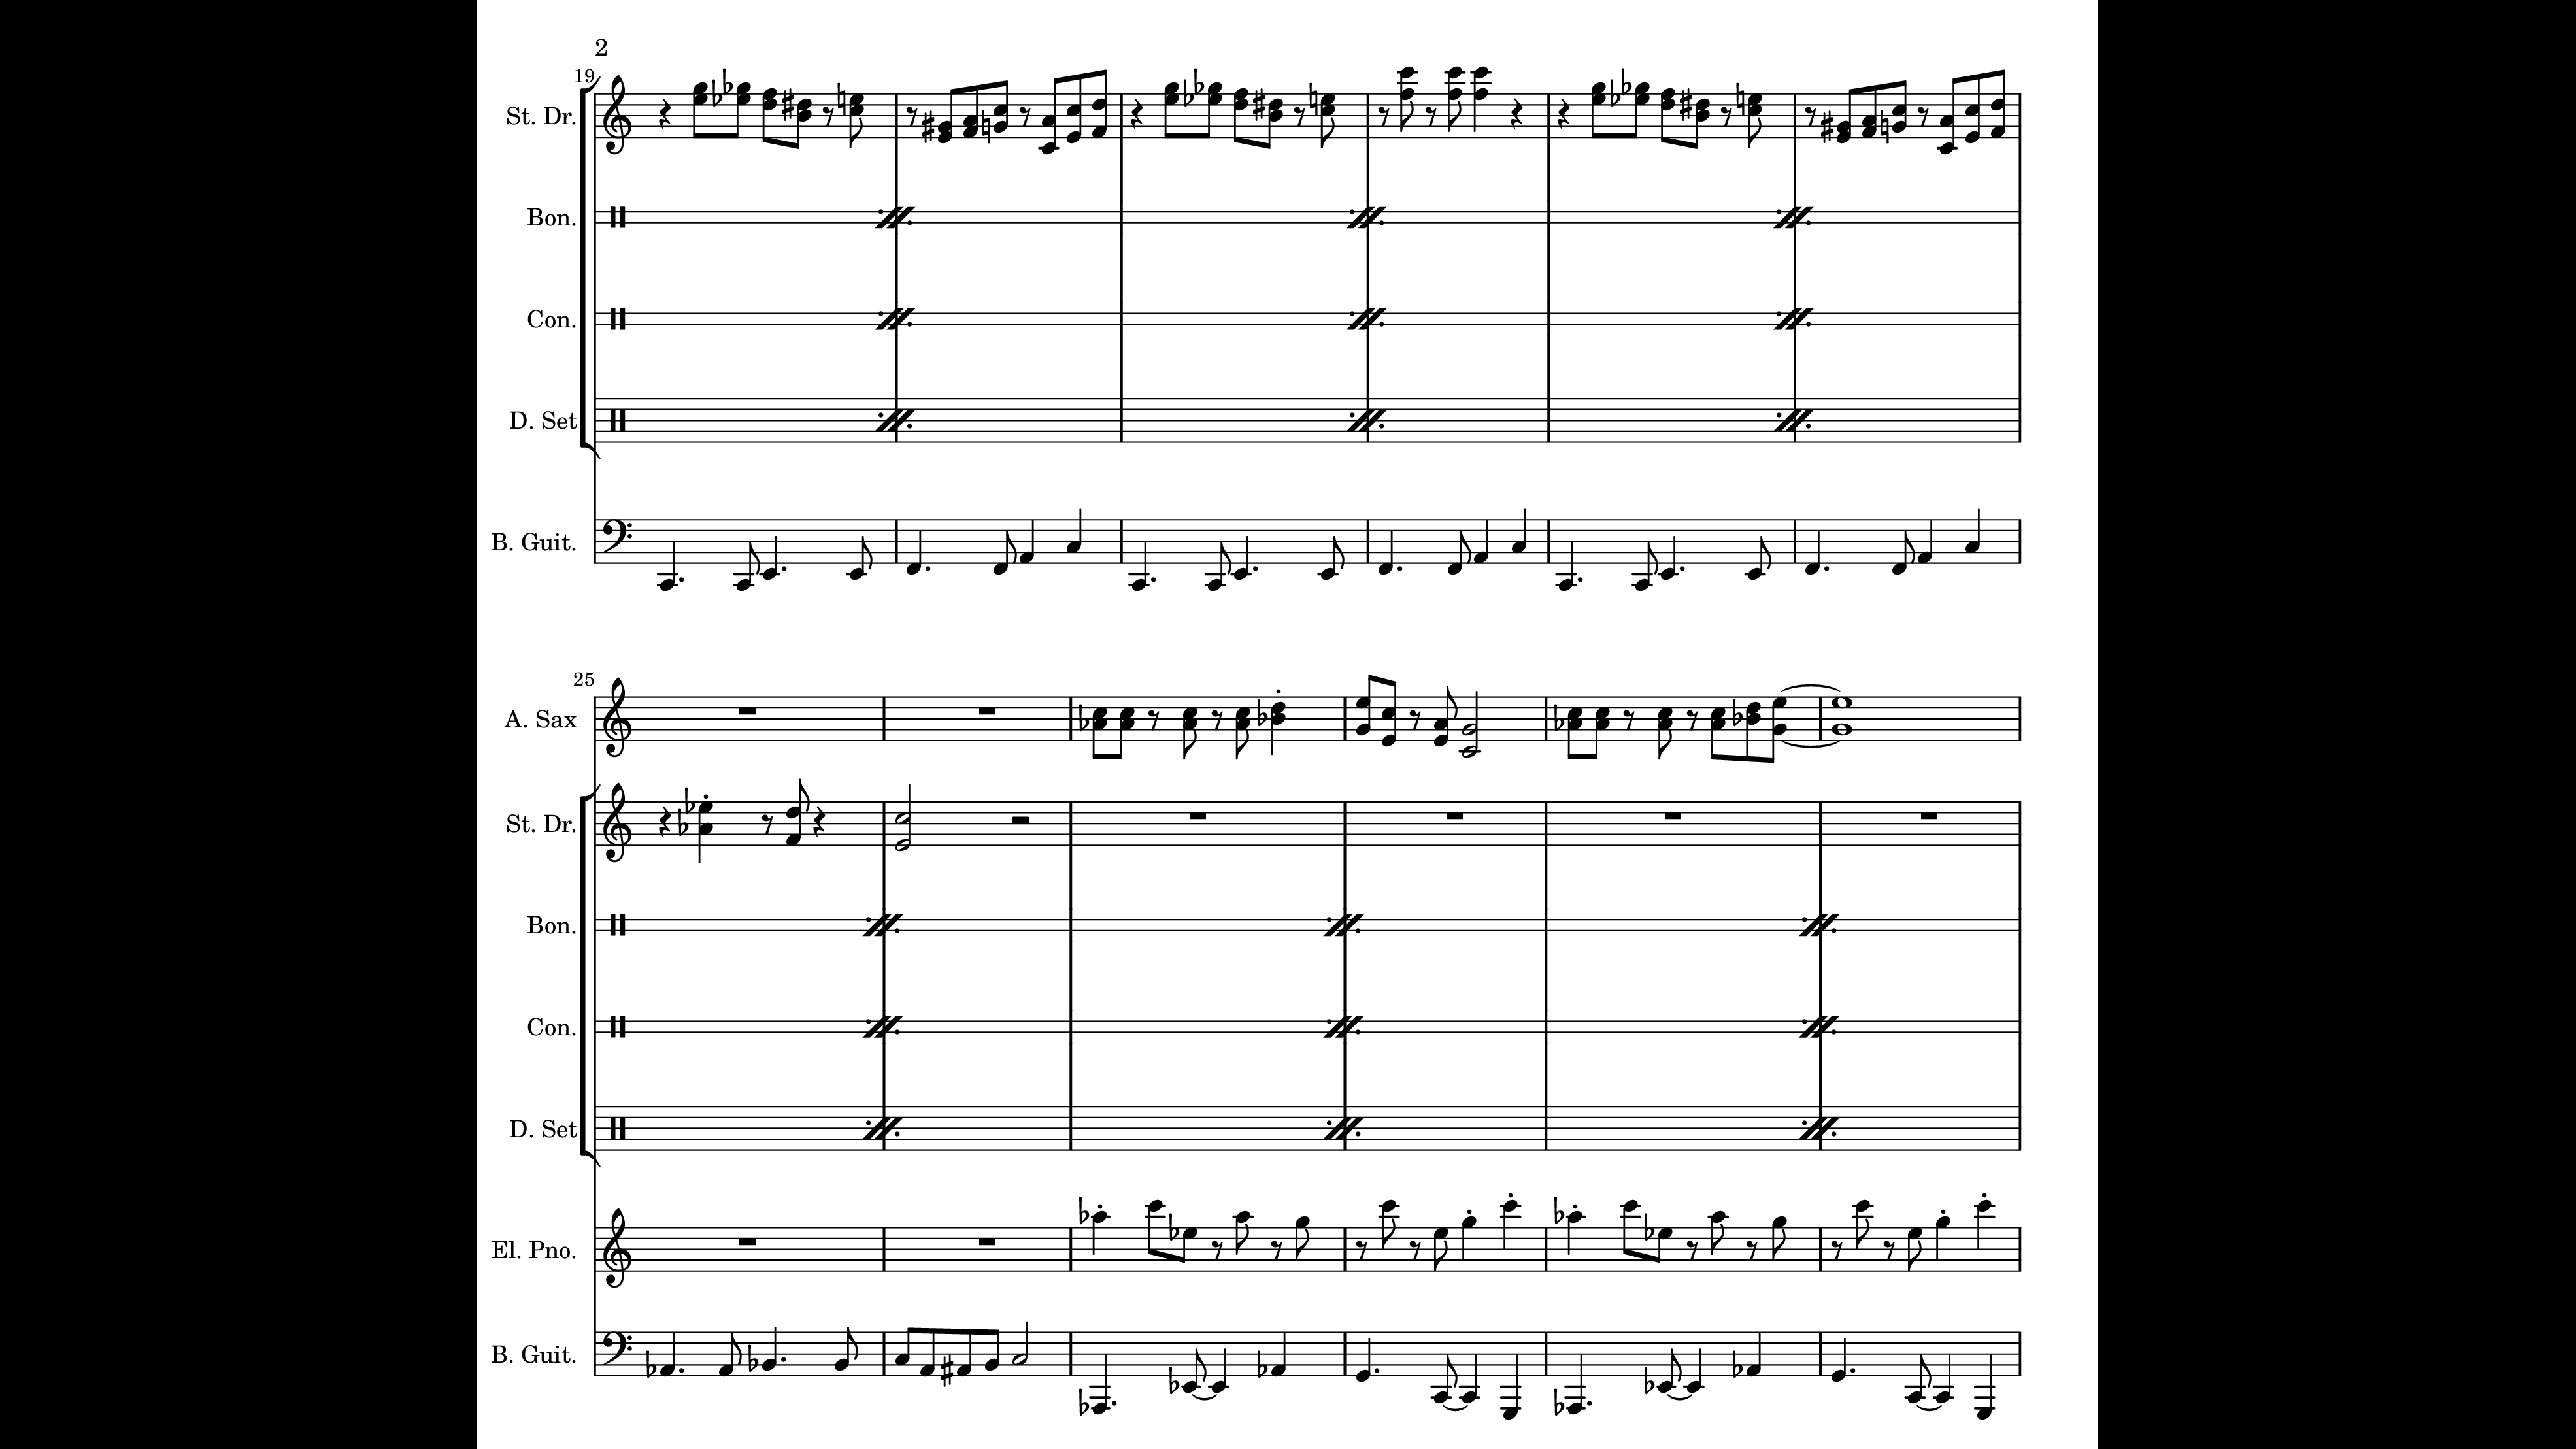 2
19
St. Dr.
Bon.
Con.
D. Set
B. Guit.
25
A. Sax
St. Dr.
Bon.
Con.
D. Set
El. Pno.
B. Guit.